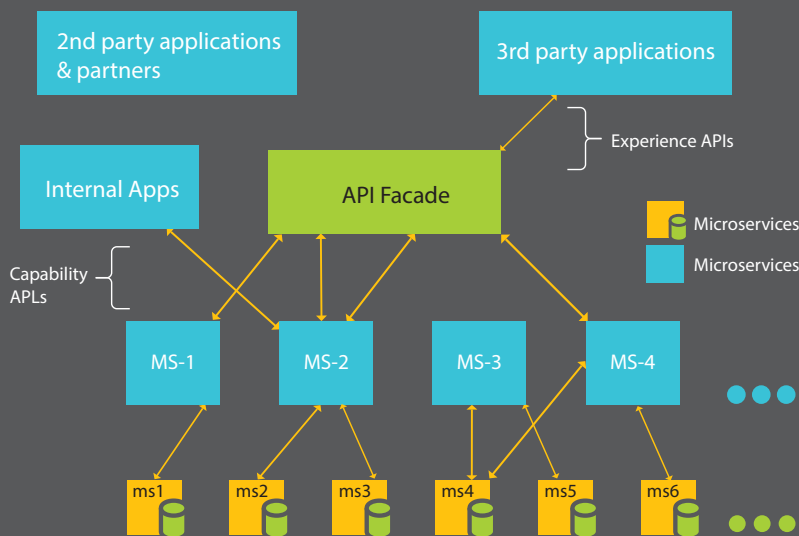 2nd party applications
& partners
3rd party applications
Experience APIs
Internal Apps
API Facade
Microservices
Microservices
Capability
APLs
MS-1
MS-2
MS-3
MS-4
ms1
ms2
ms3
ms4
ms5
ms6